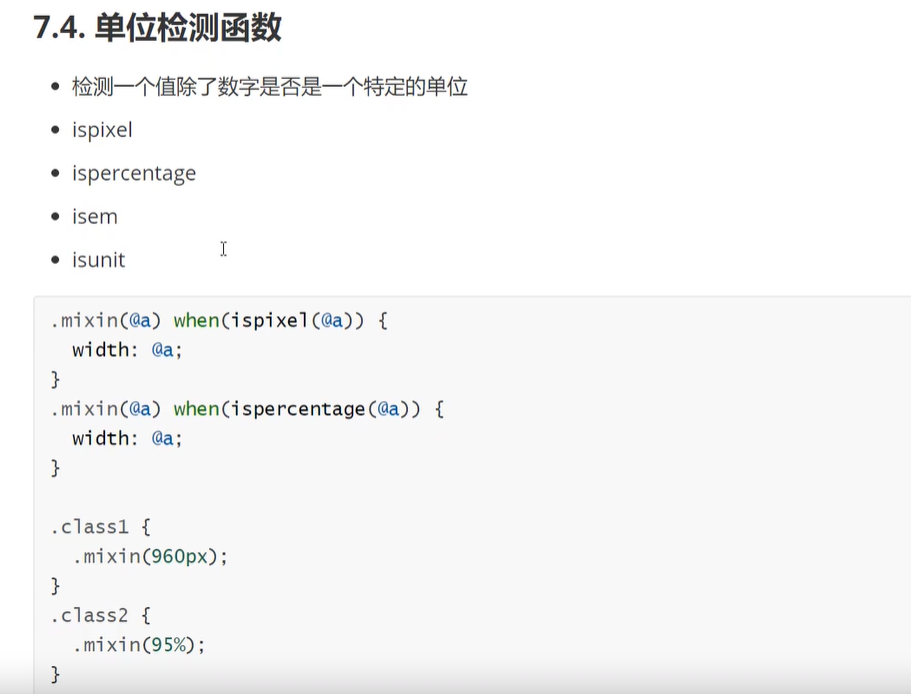 7.4. 单位检测函数
检测一个值除了数字是否是一个特定的单位
ispixel
ispercentage
isem
isunit
.mixin(@a) when(ispixel(@a)) {
  width: @a;
}
.mixin(@a) when(ispercentage(@a)) {
  width: @a;
}

.class1 {
  .mixin(960px);
}
.class2 {
  .mixin(95%);
}